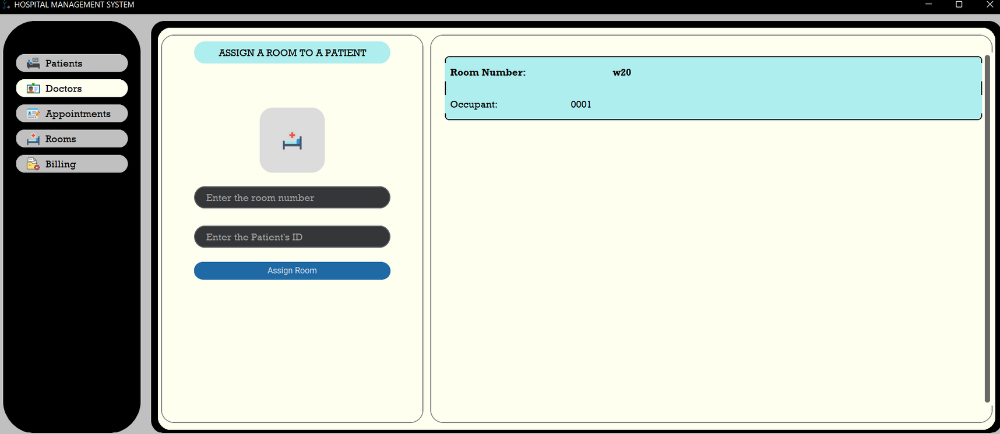 HOSPITAL MANAGEMENT SYSTEM
Patients
Doctors
Appointments
Rooms
Billing
ASSIGN A ROOM TO A PATIENT
Enter the room number
Enter the Patient's ID
Assign Room
Room Number: w20
Occupant: 0001